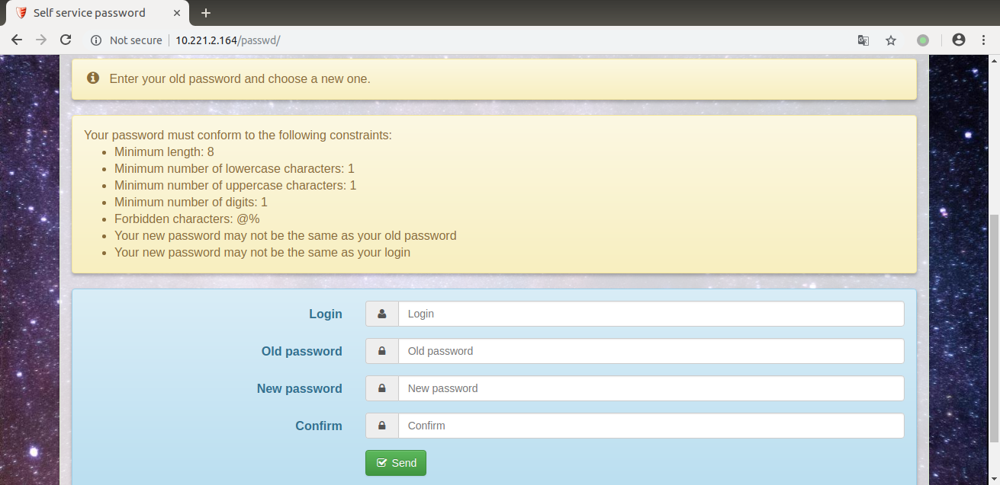 Self service password
Not secure 10.221.2.164/passwd/
Enter your old password and choose a new one.
Your password must conform to the following constraints:
• Minimum length: 8
• Minimum number of lowercase characters: 1
• Minimum number of uppercase characters: 1
• Minimum number of digits: 1
• Forbidden characters: @%
• Your new password may not be the same as your old password
• Your new password may not be the same as your login
Login Login
Old password Old password
New password New password
Confirm Confirm
Send